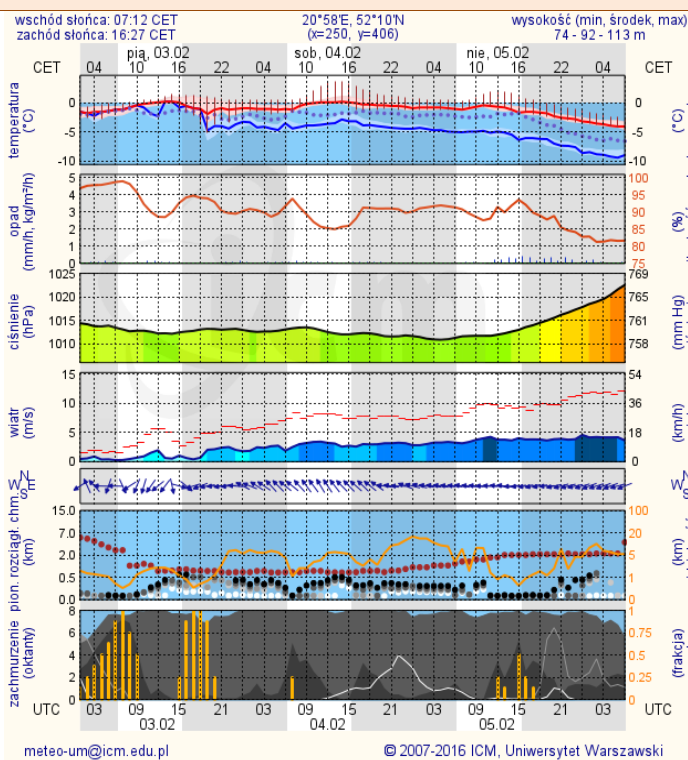 wschód słońca: 07:12 CET 20°58'E, 52°10'N wysokość (min, środek, max)
zachód słońca: 16:27 CET (x=250, y=406) 74 - 92 - 113 m
pią, 03.02 sob, 04.02 nie, 05.02
CET 04 10 16 22 04 10 16 22 04 10 16 22 04 CET
temperatura (°C) 0 -5 -10 0 -5 -10 (°C)
opad (mm/h, kg/m²/h) 5 4 3 2 1 0 100 95 90 85 80 75 (%)
ciśnienie (hPa) 1025 1020 1015 1010 769 765 761 758 (mm Hg)
wiatr (m/s) 15 10 5 0 54 36 18 0 (km/h)
N W E S N W S
pion. rozciągł. chm. (km) 15.0 7.0 2.0 0.5 0.0 100 20 5 1 0
zachmurzenie (oktanty) 8 6 4 2 0 1 0.75 0.5 0.25 0 (frakcja)
UTC 03 09 15 21 03 09 15 21 03 09 15 21 03 UTC
03.02 04.02 05.02
meteo-um@icm.edu.pl © 2007-2016 ICM, Uniwersytet Warszawski